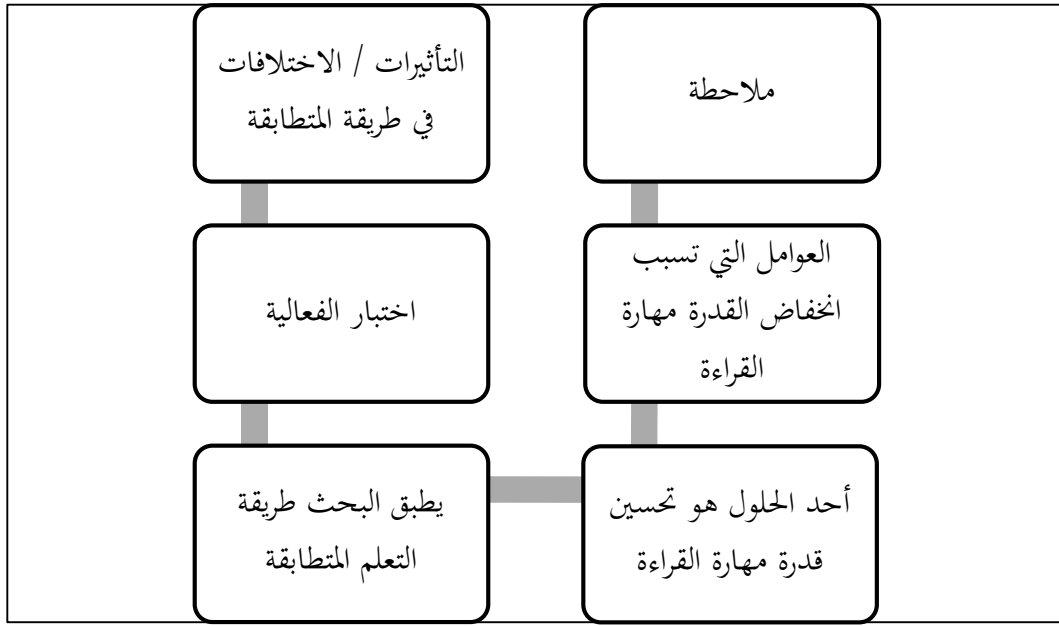 ملاحطة
العوامل التي تسبب
انخفاض القدرة مهارة
القراءة
أحد الحلول هو تحسين
قدرة مهارة القراءة
يطبق البحث طريقة
التعلم المتطابقة
اختبار الفعالية
التأثيرات / الاختلافات
في طريقة المتطابقة